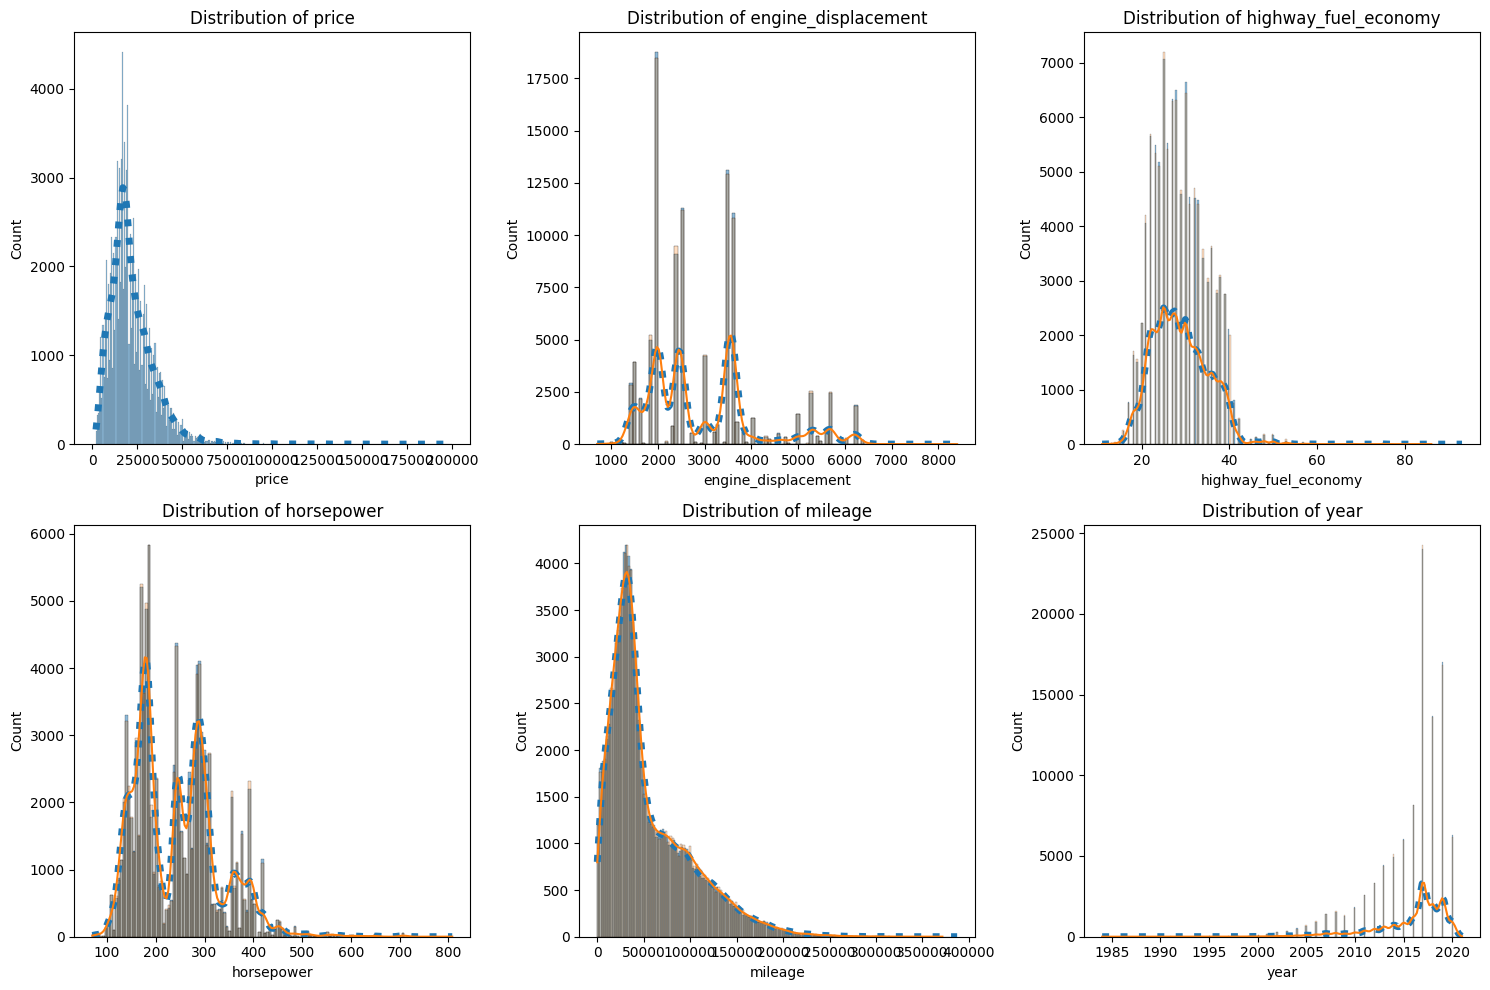 Distribution of price
4000
3000
2000
1000
0
Count
0 25000 50000 75000 100000 125000 150000 175000 200000
price
Distribution of engine_displacement
17500
15000
12500
10000
7500
5000
2500
0
Count
1000 2000 3000 4000 5000 6000 7000 8000
engine_displacement
Distribution of highway_fuel_economy
7000
6000
5000
4000
3000
2000
1000
0
Count
20 40 60 80
highway_fuel_economy
Distribution of horsepower
6000
5000
4000
3000
2000
1000
0
Count
100 200 300 400 500 600 700 800
horsepower
Distribution of mileage
4000
3500
3000
2500
2000
1500
1000
500
0
Count
0 50000 100000 150000 200000 250000 300000 350000 400000
mileage
Distribution of year
25000
20000
15000
10000
5000
0
Count
1985 1990 1995 2000 2005 2010 2015 2020
year